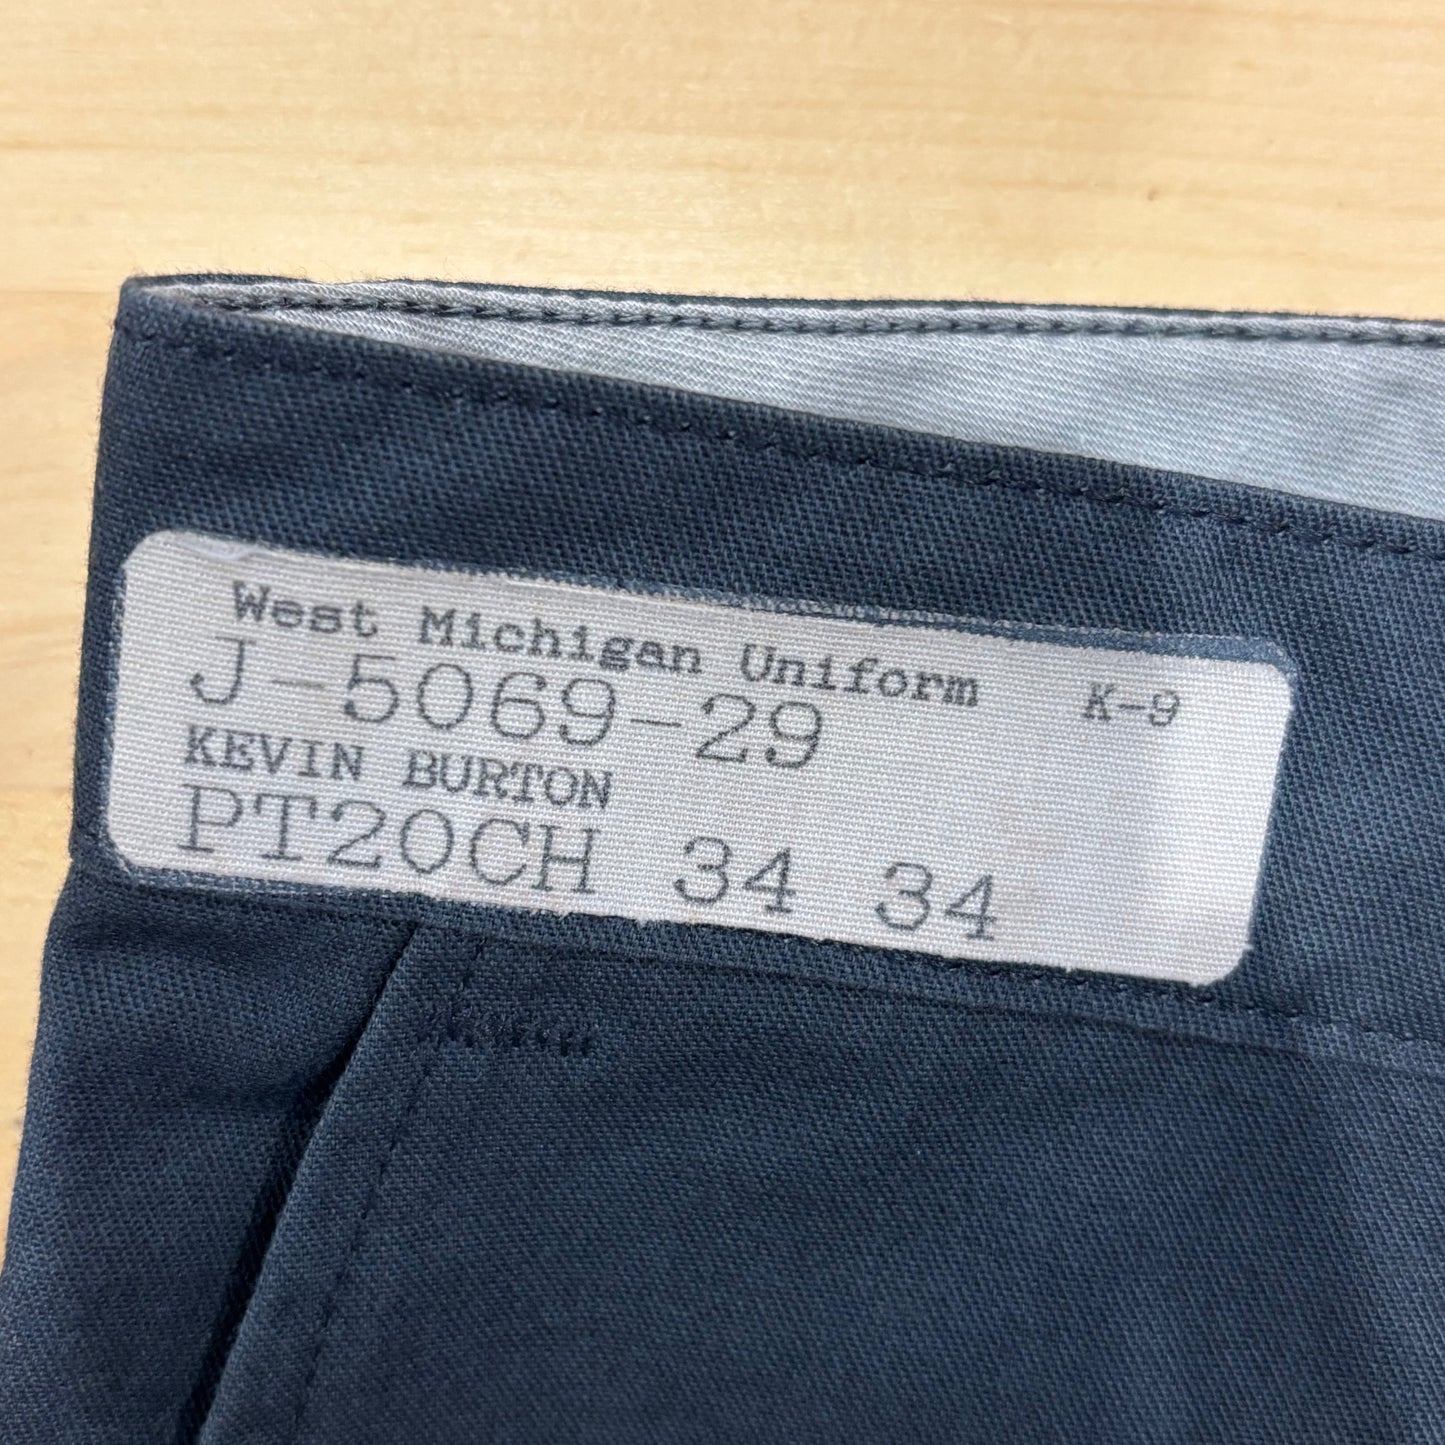 West Michigan Uniform K-9
J-5069-29
KEVIN BURTON
PT20CH 34 34